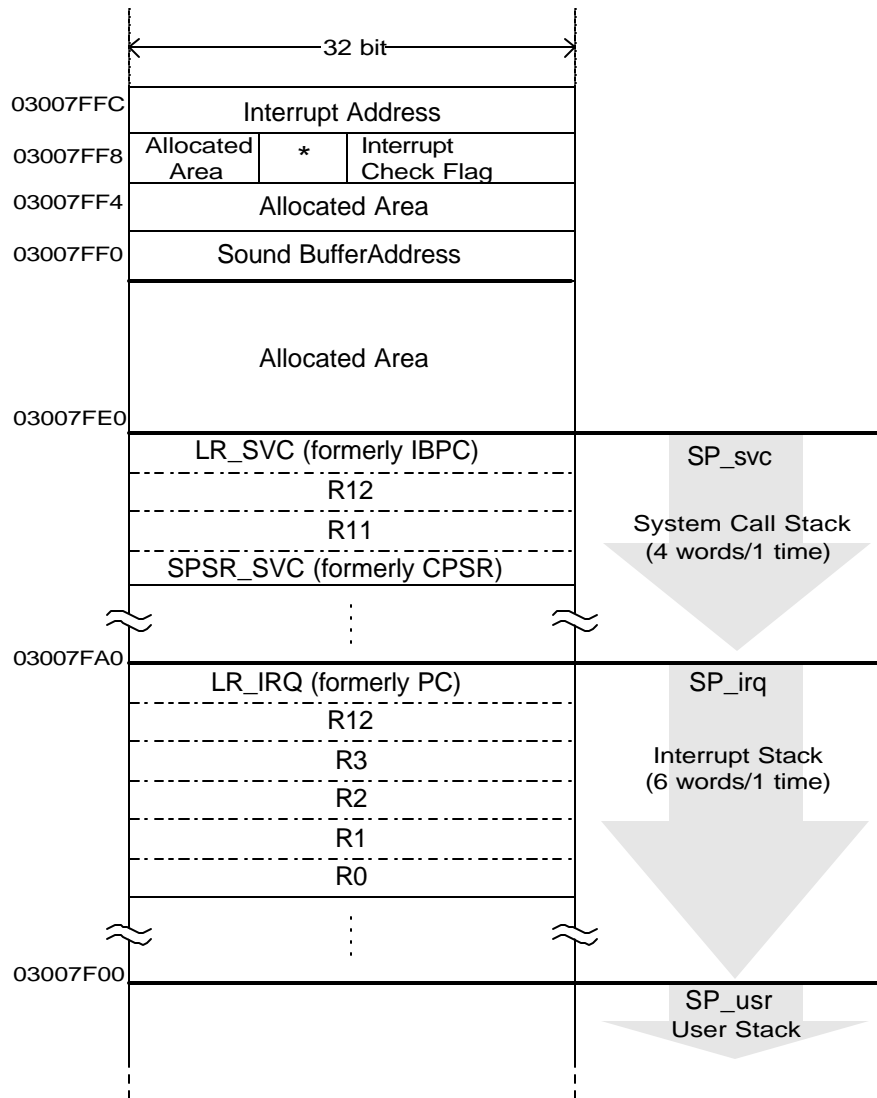 32 bit
03007FFC
Interrupt Address
03007FF8
Allocated
Area
*
Interrupt
Check Flag
03007FF4
Allocated Area
03007FF0
Sound BufferAddress
Allocated Area
03007FE0
LR_SVC (formerly IBPC)
SP_svc
R12
R11
System Call Stack
(4 words/1 time)
SPSR_SVC (formerly CPSR)
03007FA0
LR_IRQ (formerly PC)
SP_irq
R12
R3
Interrupt Stack
(6 words/1 time)
R2
R1
R0
03007F00
SP_usr
User Stack